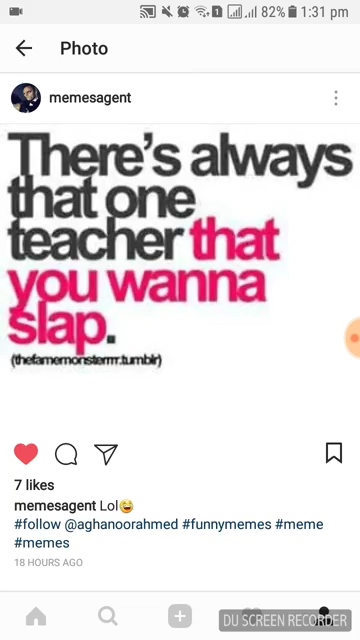 82% 1:31 pm
Photo
memesagent
There's always
that one
teacher that
you wanna
slap.
(thefamemonsterrrr.tumblr)
7 likes
memesagent Lol😅
#follow @aghanoorahmed #funnymemes #meme
#memes
18 HOURS AGO
DU SCREEN RECORDER